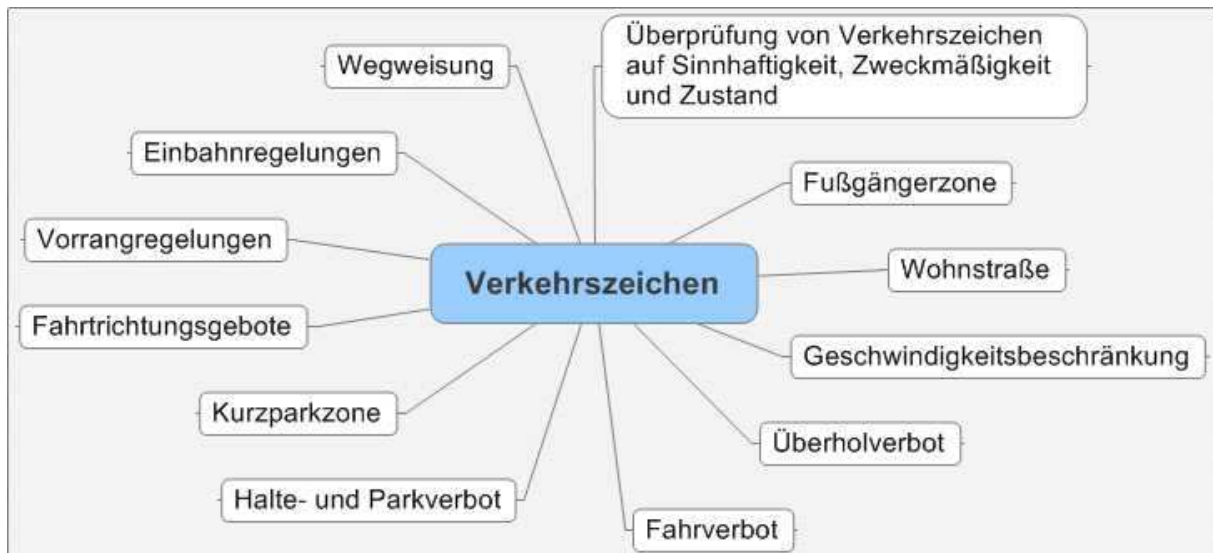 Überprüfung von Verkehrszeichen
auf Sinnhaftigkeit, Zweckmäßigkeit
und Zustand
Wegweisung
Einbahnregelungen
Fußgängerzone
Vorrangregelungen
Wohnstraße
Verkehrszeichen
Fahrtrichtungsgebote
Geschwindigkeitsbeschränkung
Kurzparkzone
Überholverbot
Halte- und Parkverbot
Fahrverbot